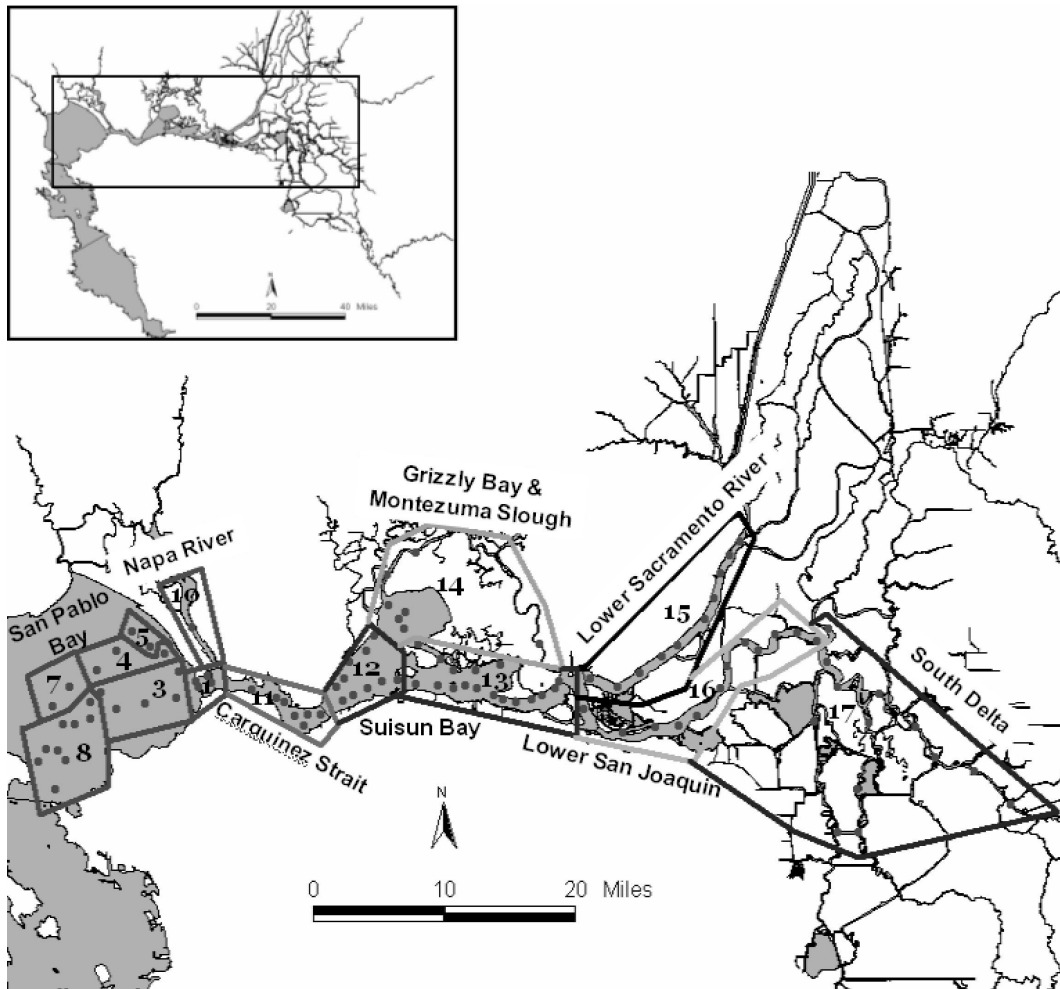 N
0 20 40 Miles
Grizzly Bay &
Montezuma Slough
Lower Sacramento River
Napa River
San Pablo
Bay
South Delta
Carquinez Strait
Suisun Bay
Lower San Joaquin
10
14
15
5
4
12
16
7
3
1
11
13
17
8
N
0 10 20 Miles